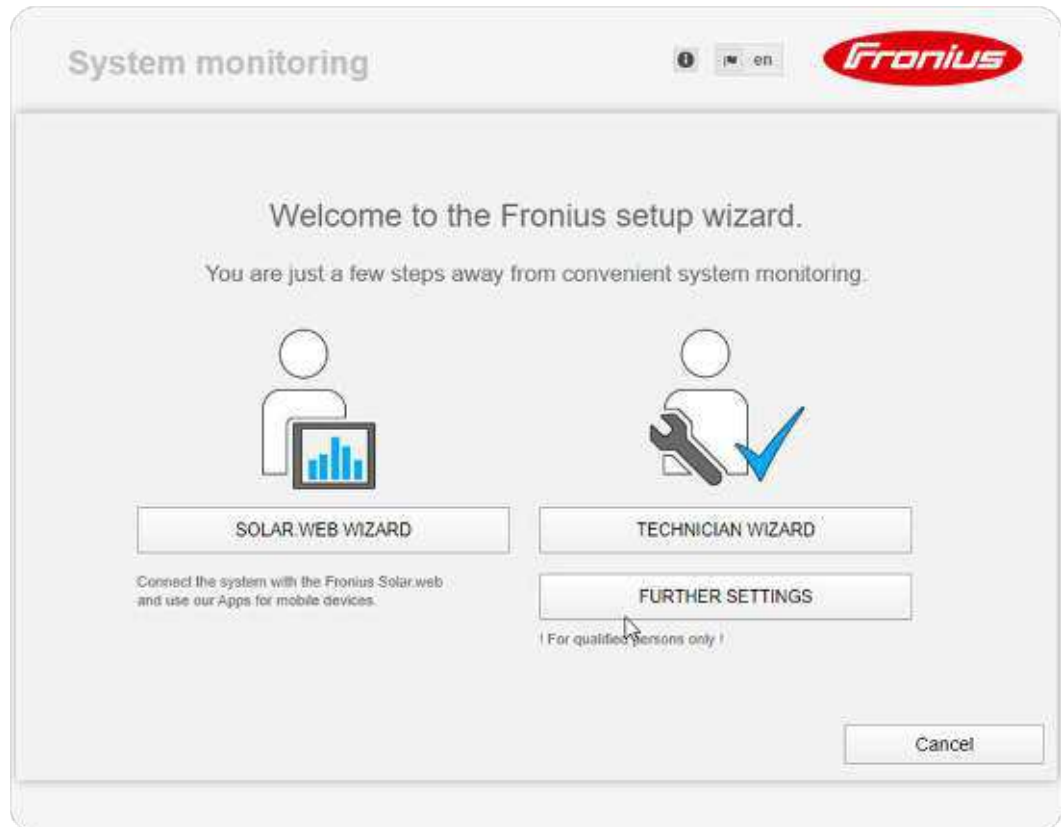 System monitoring
en
Fronius
Welcome to the Fronius setup wizard.
You are just a few steps away from convenient system monitoring.
SOLAR.WEB WIZARD
TECHNICIAN WIZARD
Connect the system with the Fronius Solar.web
and use our Apps for mobile devices.
FURTHER SETTINGS
! For qualified persons only !
Cancel